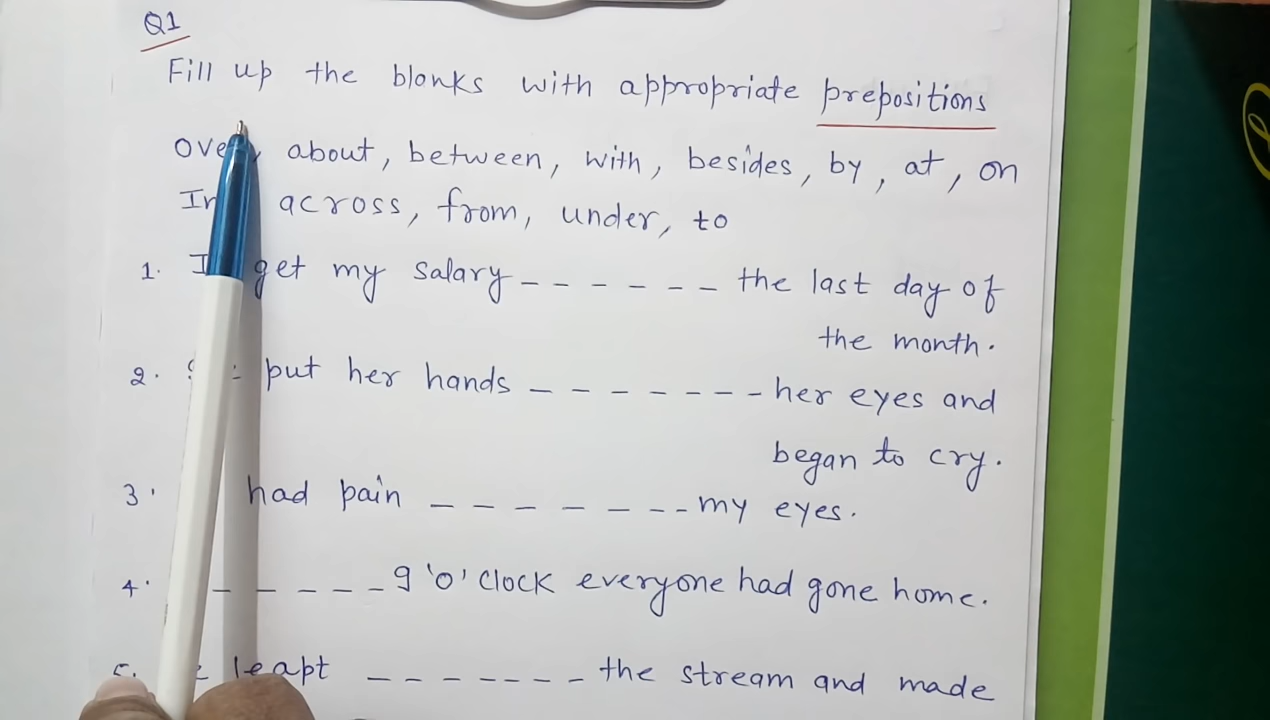 Q1
Fill up the blanks with appropriate prepositions
about, between, with, besides, by, at, on
across, from, under, to
1. I get my salary ------ the last day of
the month.
2. put her hands ------- her eyes and
began to cry.
3. had pain ------- my eyes.
4. ----- 9 'o' clock everyone had gone home.
5. leapt ------- the stream and made